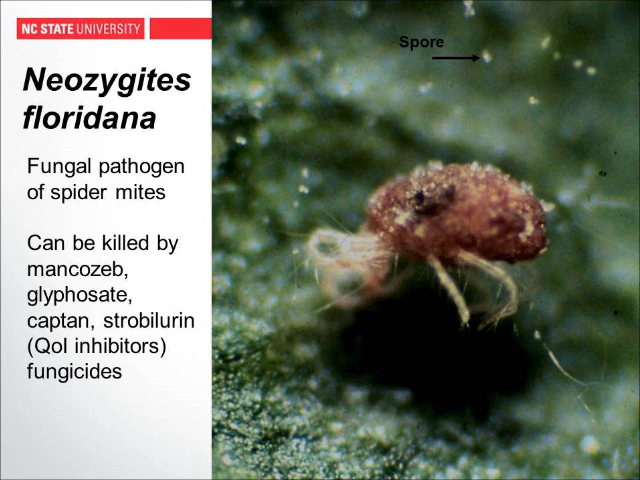 NC STATE UNIVERSITY
Neozygites
floridana
Fungal pathogen
of spider mites
Can be killed by
mancozeb,
glyphosate,
captan, strobilurin
(QoI inhibitors)
fungicides
Spore